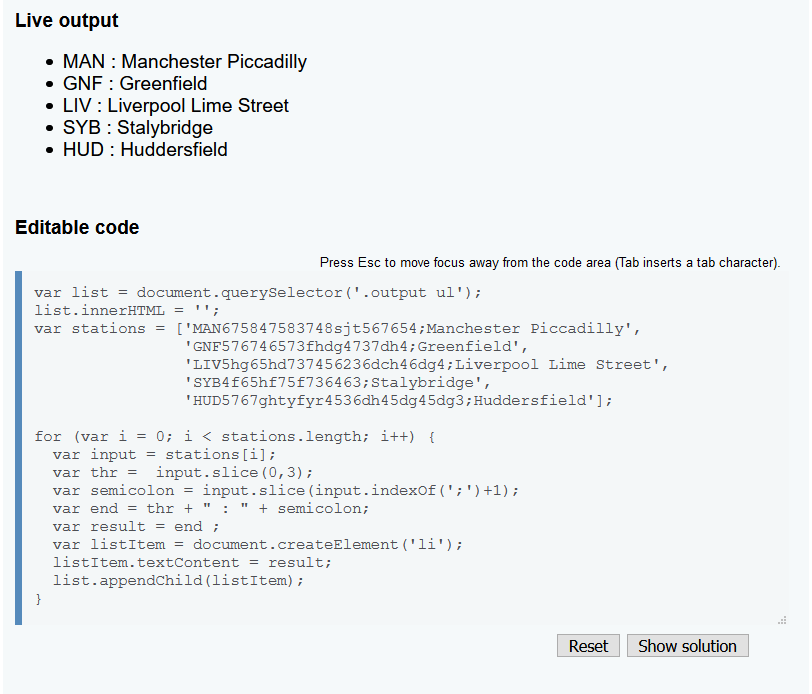 Live output
• MAN : Manchester Piccadilly
• GNF : Greenfield
• LIV : Liverpool Lime Street
• SYB : Stalybridge
• HUD : Huddersfield
Editable code
Press Esc to move focus away from the code area (Tab inserts a tab character).
var list = document.querySelector('.output ul');
list.innerHTML = '';
var stations = ['MAN675847583748sjt567654;Manchester Piccadilly',
                'GNF576746573fhdg4737dh4;Greenfield',
                'LIV5hg65hd737456236dch46dg4;Liverpool Lime Street',
                'SYB4f65hf75f736463;Stalybridge',
                'HUD5767ghtyfyr4536dh45dg45dg3;Huddersfield'];
for (var i = 0; i < stations.length; i++) {
  var input = stations[i];
  var thr =  input.slice(0,3);
  var semicolon = input.slice(input.indexOf(';')+1);
  var end = thr + " : " + semicolon;
  var result = end ;
  var listItem = document.createElement('li');
  listItem.textContent = result;
  list.appendChild(listItem);
}
Reset Show solution